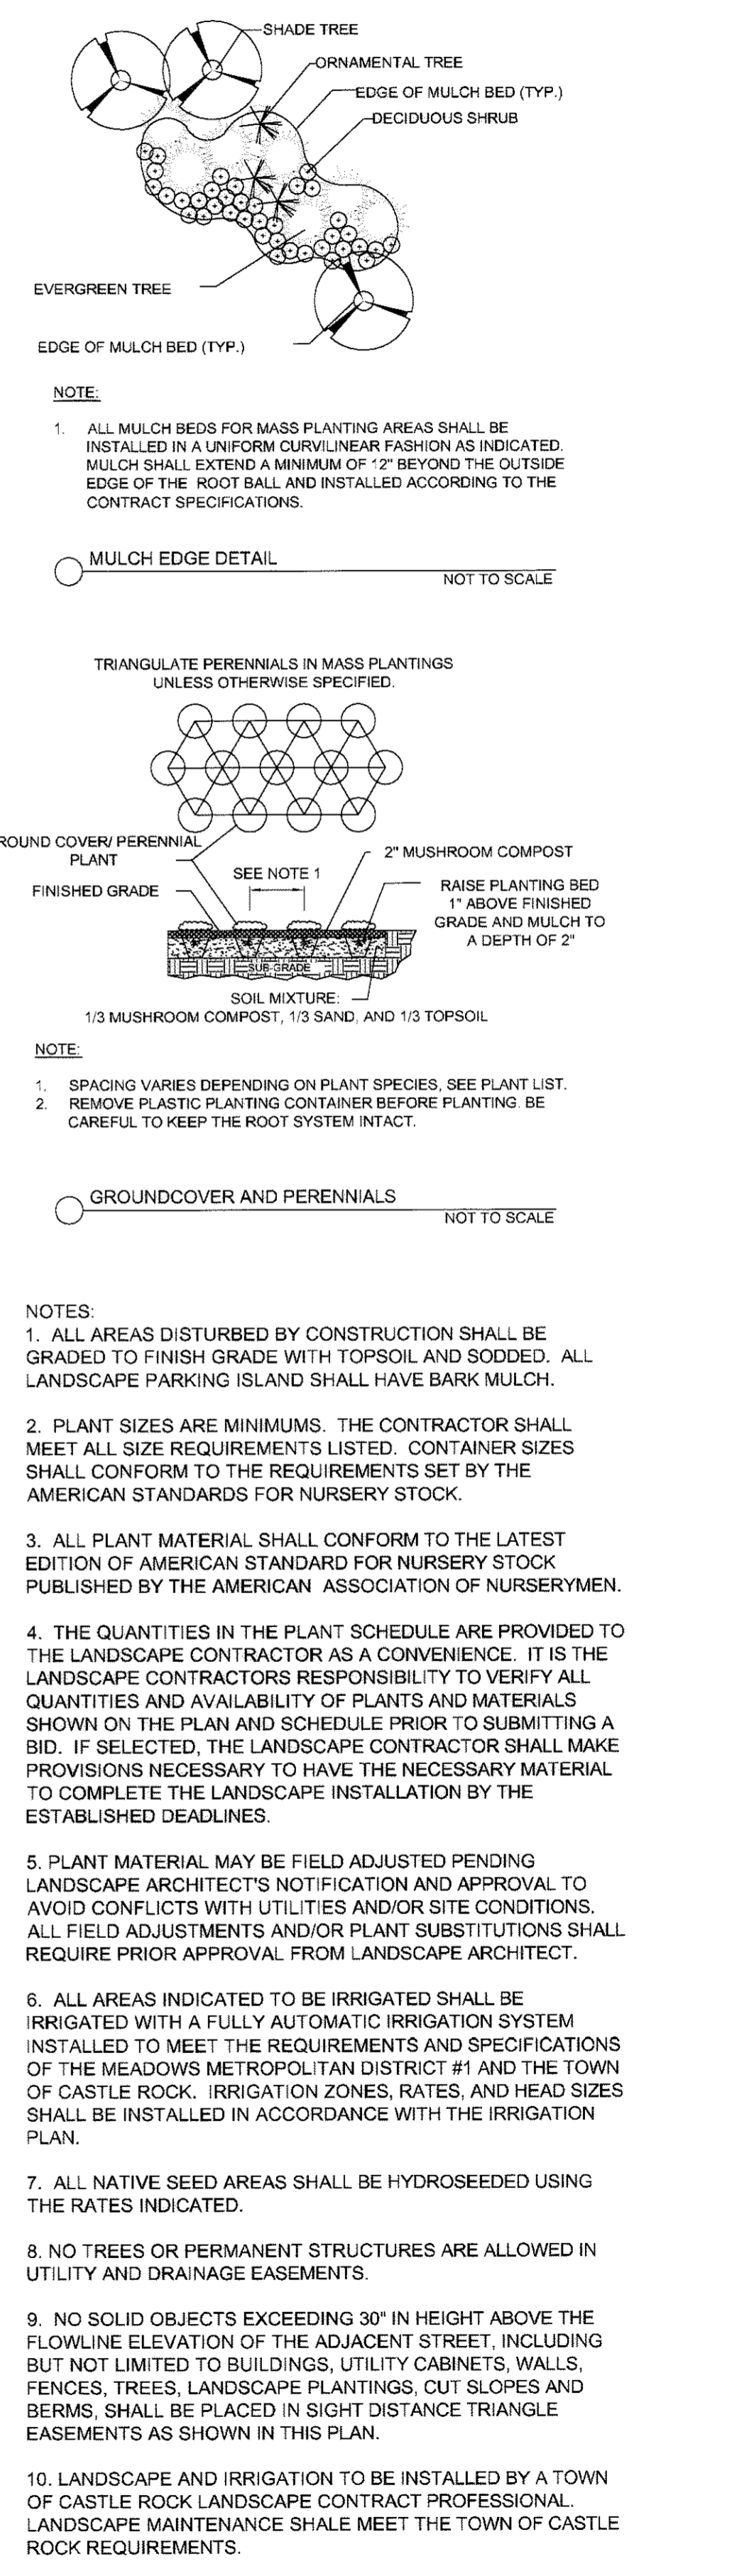 SHADE TREE
ORNAMENTAL TREE
EDGE OF MULCH BED (TYP.)
DECIDUOUS SHRUB
EVERGREEN TREE
EDGE OF MULCH BED (TYP.)
NOTE:
1. ALL MULCH BEDS FOR MASS PLANTING AREAS SHALL BE
INSTALLED IN A UNIFORM CURVILINEAR FASHION AS INDICATED.
MULCH SHALL EXTEND A MINIMUM OF 12" BEYOND THE OUTSIDE
EDGE OF THE ROOT BALL AND INSTALLED ACCORDING TO THE
CONTRACT SPECIFICATIONS.
MULCH EDGE DETAIL
NOT TO SCALE
TRIANGULATE PERENNIALS IN MASS PLANTINGS
UNLESS OTHERWISE SPECIFIED.
ROUND COVER/ PERENNIAL
PLANT
2" MUSHROOM COMPOST
SEE NOTE 1
FINISHED GRADE
RAISE PLANTING BED
1" ABOVE FINISHED
GRADE AND MULCH TO
A DEPTH OF 2"
SUB-GRADE
SOIL MIXTURE:
1/3 MUSHROOM COMPOST, 1/3 SAND, AND 1/3 TOPSOIL
NOTE:
1. SPACING VARIES DEPENDING ON PLANT SPECIES, SEE PLANT LIST.
2. REMOVE PLASTIC PLANTING CONTAINER BEFORE PLANTING. BE
CAREFUL TO KEEP THE ROOT SYSTEM INTACT.
GROUNDCOVER AND PERENNIALS
NOT TO SCALE
NOTES:
1. ALL AREAS DISTURBED BY CONSTRUCTION SHALL BE
GRADED TO FINISH GRADE WITH TOPSOIL AND SODDED. ALL
LANDSCAPE PARKING ISLAND SHALL HAVE BARK MULCH.
2. PLANT SIZES ARE MINIMUMS. THE CONTRACTOR SHALL
MEET ALL SIZE REQUIREMENTS LISTED. CONTAINER SIZES
SHALL CONFORM TO THE REQUIREMENTS SET BY THE
AMERICAN STANDARDS FOR NURSERY STOCK.
3. ALL PLANT MATERIAL SHALL CONFORM TO THE LATEST
EDITION OF AMERICAN STANDARD FOR NURSERY STOCK
PUBLISHED BY THE AMERICAN ASSOCIATION OF NURSERYMEN.
4. THE QUANTITIES IN THE PLANT SCHEDULE ARE PROVIDED TO
THE LANDSCAPE CONTRACTOR AS A CONVENIENCE. IT IS THE
LANDSCAPE CONTRACTORS RESPONSIBILITY TO VERIFY ALL
QUANTITIES AND AVAILABILITY OF PLANTS AND MATERIALS
SHOWN ON THE PLAN AND SCHEDULE PRIOR TO SUBMITTING A
BID. IF SELECTED, THE LANDSCAPE CONTRACTOR SHALL MAKE
PROVISIONS NECESSARY TO HAVE THE NECESSARY MATERIAL
TO COMPLETE THE LANDSCAPE INSTALLATION BY THE
ESTABLISHED DEADLINES.
5. PLANT MATERIAL MAY BE FIELD ADJUSTED PENDING
LANDSCAPE ARCHITECT'S NOTIFICATION AND APPROVAL TO
AVOID CONFLICTS WITH UTILITIES AND/OR SITE CONDITIONS.
ALL FIELD ADJUSTMENTS AND/OR PLANT SUBSTITUTIONS SHALL
REQUIRE PRIOR APPROVAL FROM LANDSCAPE ARCHITECT.
6. ALL AREAS INDICATED TO BE IRRIGATED SHALL BE
IRRIGATED WITH A FULLY AUTOMATIC IRRIGATION SYSTEM
INSTALLED TO MEET THE REQUIREMENTS AND SPECIFICATIONS
OF THE MEADOWS METROPOLITAN DISTRICT #1 AND THE TOWN
OF CASTLE ROCK. IRRIGATION ZONES, RATES, AND HEAD SIZES
SHALL BE INSTALLED IN ACCORDANCE WITH THE IRRIGATION
PLAN.
7. ALL NATIVE SEED AREAS SHALL BE HYDROSEEDED USING
THE RATES INDICATED.
8. NO TREES OR PERMANENT STRUCTURES ARE ALLOWED IN
UTILITY AND DRAINAGE EASEMENTS.
9. NO SOLID OBJECTS EXCEEDING 30" IN HEIGHT ABOVE THE
FLOWLINE ELEVATION OF THE ADJACENT STREET, INCLUDING
BUT NOT LIMITED TO BUILDINGS, UTILITY CABINETS, WALLS,
FENCES, TREES, LANDSCAPE PLANTINGS, CUT SLOPES AND
BERMS, SHALL BE PLACED IN SIGHT DISTANCE TRIANGLE
EASEMENTS AS SHOWN IN THIS PLAN.
10. LANDSCAPE AND IRRIGATION TO BE INSTALLED BY A TOWN
OF CASTLE ROCK LANDSCAPE CONTRACT PROFESSIONAL.
LANDSCAPE MAINTENANCE SHALE MEET THE TOWN OF CASTLE
ROCK REQUIREMENTS.